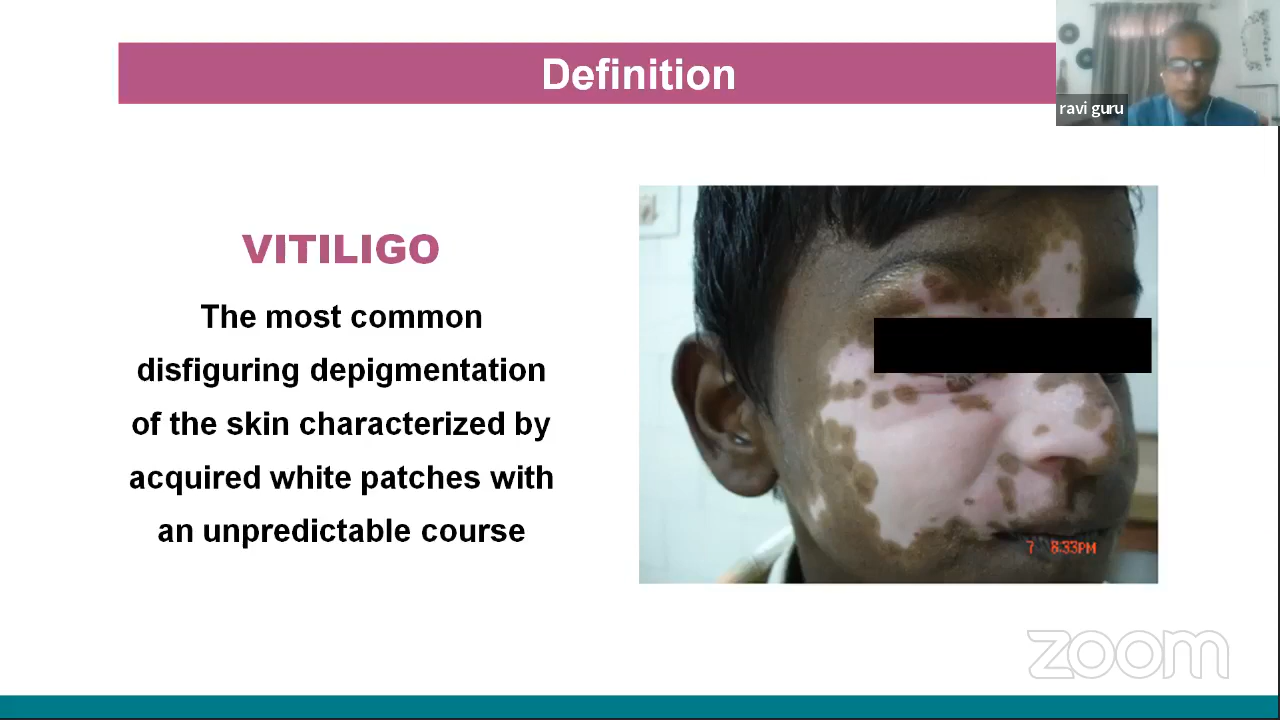 Definition
ravi guru
VITILIGO
The most common
disfiguring depigmentation
of the skin characterized by
acquired white patches with
an unpredictable course
7 8:33PM
zoom